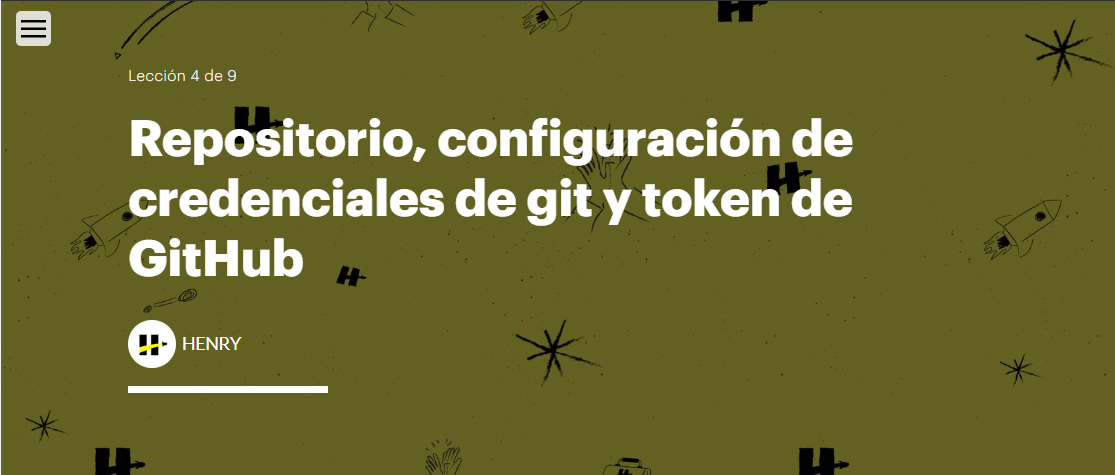 Lección 4 de 9
Repositorio, configuración de
credenciales de git y token de
GitHub
HENRY